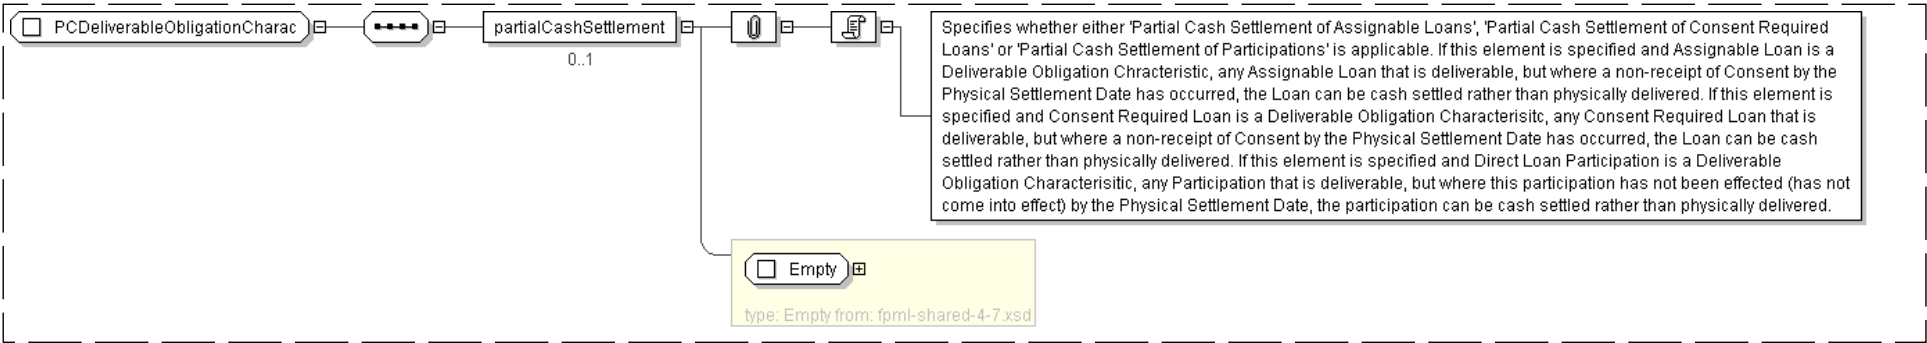 PCDeliverableObligationCharac
partialCashSettlement
0..1
Specifies whether either 'Partial Cash Settlement of Assignable Loans', 'Partial Cash Settlement of Consent Required
Loans' or 'Partial Cash Settlement of Participations' is applicable. If this element is specified and Assignable Loan is a
Deliverable Obligation Chracteristic, any Assignable Loan that is deliverable, but where a non-receipt of Consent by the
Physical Settlement Date has occurred, the Loan can be cash settled rather than physically delivered. If this element is
specified and Consent Required Loan is a Deliverable Obligation Characterisitc, any Consent Required Loan that is
deliverable, but where a non-receipt of Consent by the Physical Settlement Date has occurred, the Loan can be cash
settled rather than physically delivered. If this element is specified and Direct Loan Participation is a Deliverable
Obligation Characterisitic, any Participation that is deliverable, but where this participation has not been effected (has not
come into effect) by the Physical Settlement Date, the participation can be cash settled rather than physically delivered.
Empty
type: Empty from: fpml-shared-4-7.xsd